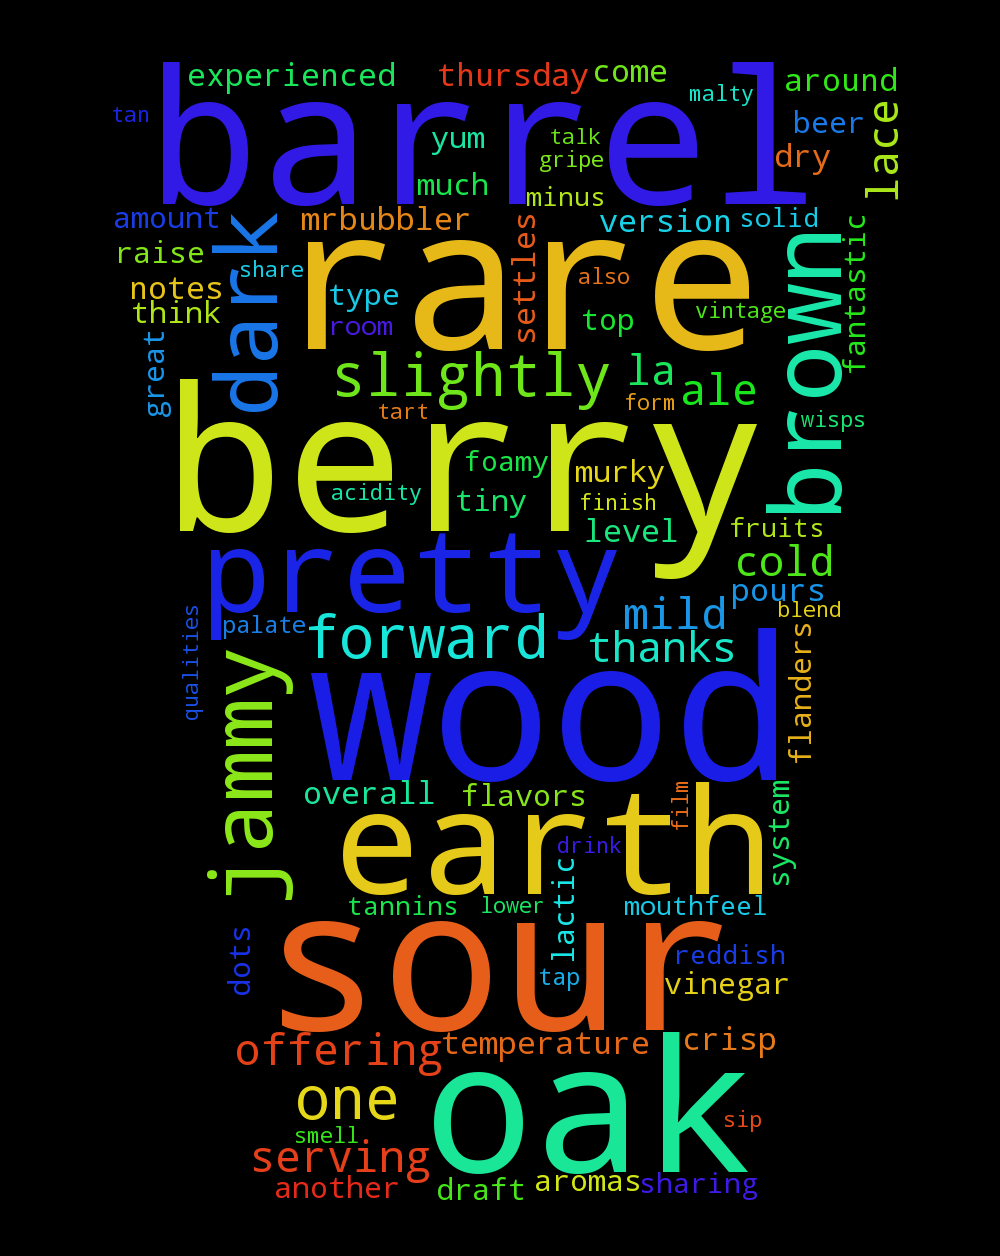 experienced
thursday
come
malty
around
tan
barrel
yum
talk
gripe
beer
dry
lace
much
minus
amount
mrbubbler
version
solid
raise
dark
share
rare
settles
also
brown
fantastic
notes
type
think
room
top
vintage
great
slightly
la
ale
tart
form
wisps
berry
foamy
murky
acidity
tiny
finish
level
fruits
pretty
cold
pours
qualities
palate
forward
mild
blend
thanks
flanders
jammy
wood
overall
flavors
film
system
earth
drink
tannins
lower
lactic
mouthfeel
dots
sour
reddish
tap
vinegar
offering
temperature
crisp
one
oak
smell
sip
serving
another
draft
aromas
sharing